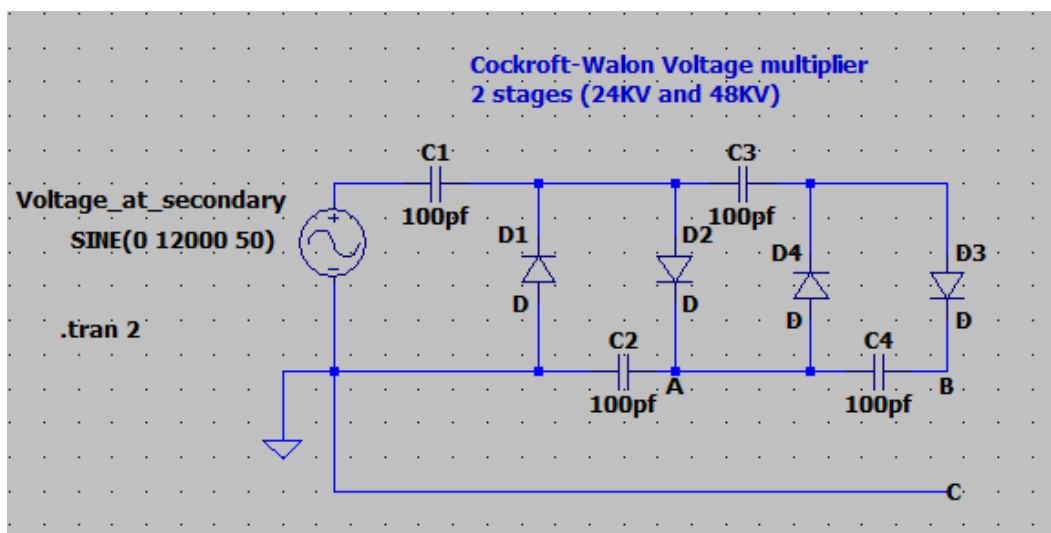 Cockroft-Walon Voltage multiplier
2 stages (24KV and 48KV)
C1
C3
Voltage_at_secondary
100pf
100pf
SINE(0 12000 50)
D1
D2
D4
D3
D
D
D
D
.tran 2
C2
C4
A
B
100pf
100pf
C